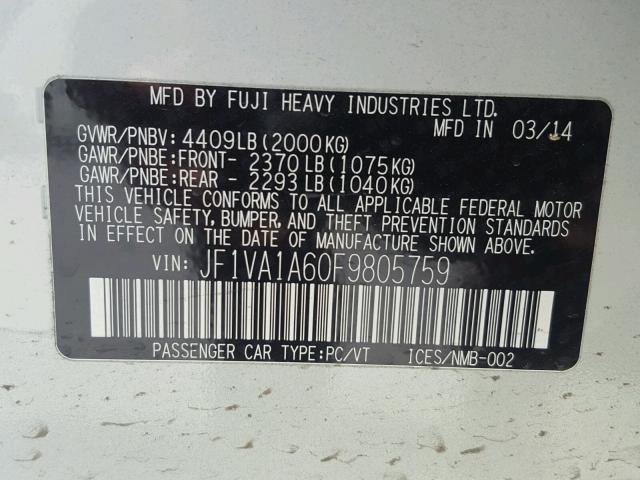 MFD BY FUJI HEAVY INDUSTRIES LTD.
MFD IN 03/14
GVWR/PNBV: 4409LB(2000KG)
GAWR/PNBE:FRONT- 2370LB(1075KG)
GAWR/PNBE:REAR - 2293LB(1040KG)
THIS VEHICLE CONFORMS TO ALL APPLICABLE FEDERAL MOTOR
VEHICLE SAFETY, BUMPER, AND THEFT PREVENTION STANDARDS
IN EFFECT ON THE DATE OF MANUFACTURE SHOWN ABOVE.
VIN: JF1VA1A60F9805759
PASSENGER CAR TYPE:PC/VT ICES/NMB-002